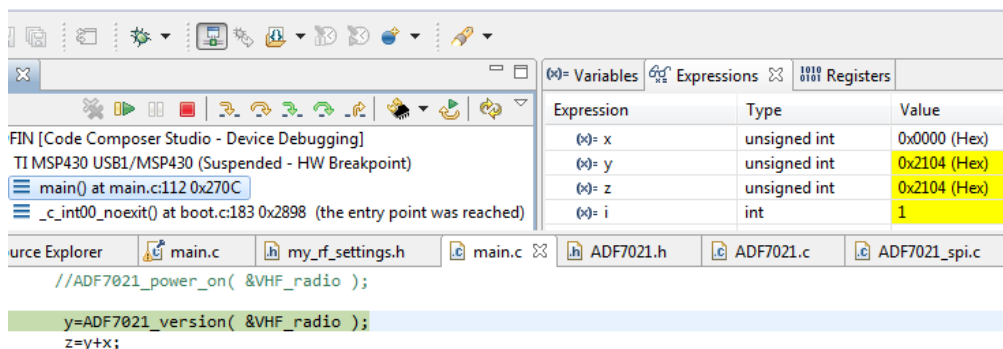 (x)= Variables Expressions 1010 0101 Registers
Expression Type Value
(x)= x unsigned int 0x0000 (Hex)
(x)= y unsigned int 0x2104 (Hex)
(x)= z unsigned int 0x2104 (Hex)
(x)= i int 1
FIN [Code Composer Studio - Device Debugging]
TI MSP430 USB1/MSP430 (Suspended - HW Breakpoint)
main() at main.c:112 0x270C
_c_int00_noexit() at boot.c:183 0x2898 (the entry point was reached)
ource Explorer main.c my_rf_settings.h main.c ADF7021.h ADF7021.c ADF7021_spi.c
//ADF7021_power_on( &VHF_radio );
y=ADF7021_version( &VHF_radio );
z=y+x;